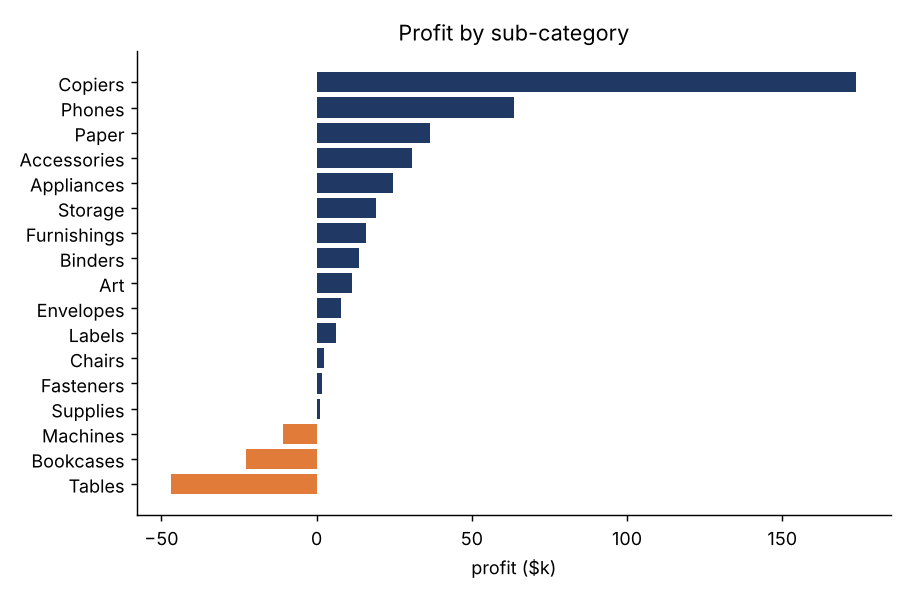 Profit by sub-category
Copiers
Phones
Paper
Accessories
Appliances
Storage
Furnishings
Binders
Art
Envelopes
Labels
Chairs
Fasteners
Supplies
Machines
Bookcases
Tables
−50 0 50 100 150
profit ($k)